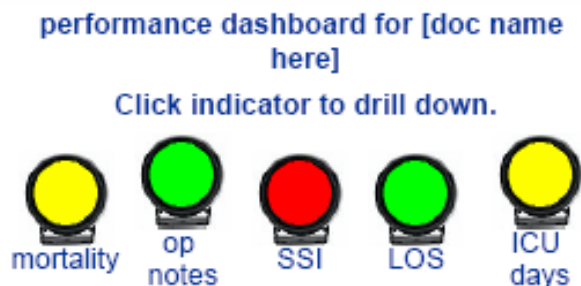 performance dashboard for [doc name
here]
Click indicator to drill down.
mortality
op
notes
SSI
LOS
ICU
days